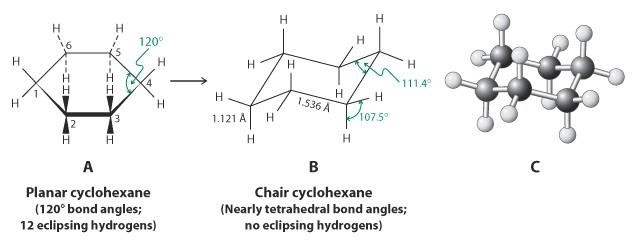 H
H
6
5
120°
H
H
H
H
1
4
H
H
H
H
2
3
H
H
A
Planar cyclohexane
(120° bond angles;
12 eclipsing hydrogens)
H
H
H
H
H
H
111.4°
H
H
H
1.536 Å
1.121 Å
H
107.5°
H
H
B
Chair cyclohexane
(Nearly tetrahedral bond angles;
no eclipsing hydrogens)
C